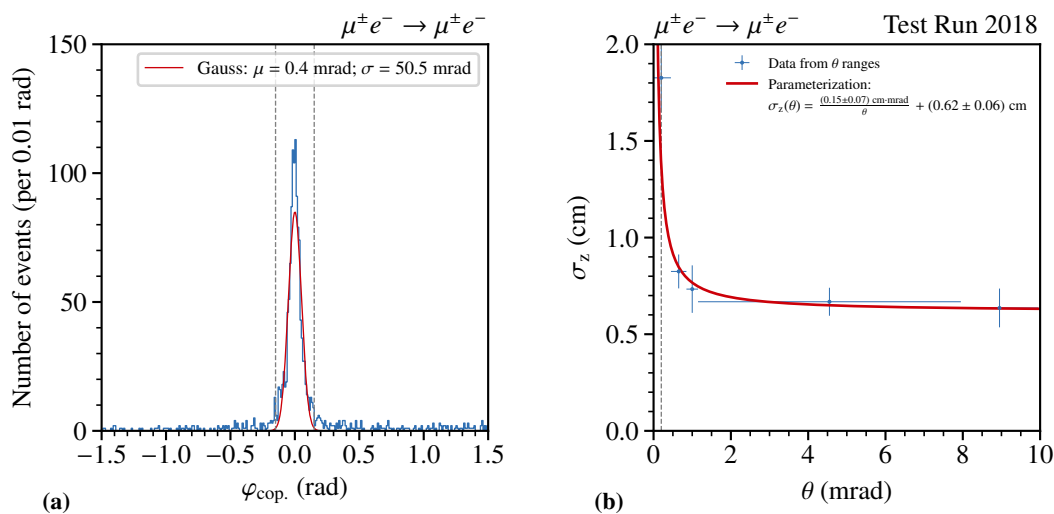 μ±e− → μ±e−
150
100
50
0
Number of events (per 0.01 rad)
Gauss: μ = 0.4 mrad; σ = 50.5 mrad
−1.5 −1.0 −0.5 0.0 0.5 1.0 1.5
φcop. (rad)
(a)
μ±e− → μ±e− Test Run 2018
2.0
1.5
1.0
0.5
0.0
σz (cm)
Data from θ ranges
Parameterization:
σz(θ) = (0.15±0.07) cm·mrad / θ + (0.62 ± 0.06) cm
0 2 4 6 8 10
θ (mrad)
(b)